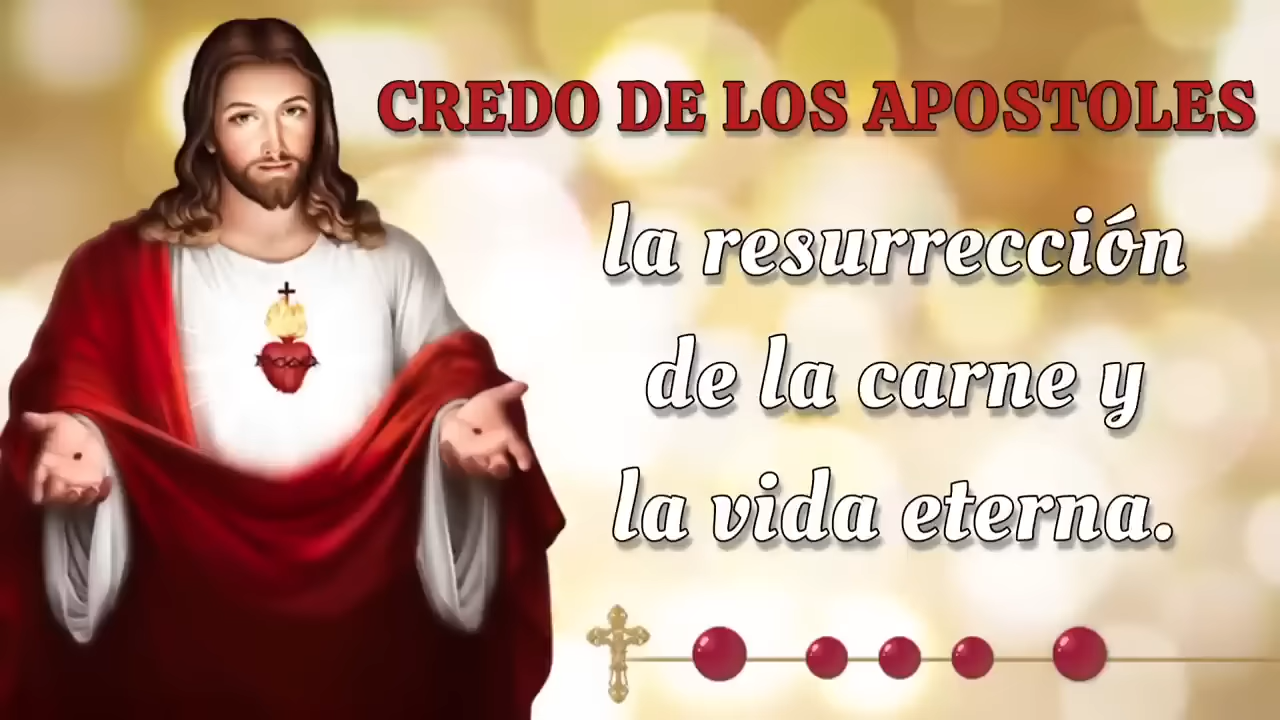 CREDO DE LOS APOSTOLES
la resurrección
de la carne y
la vida eterna.